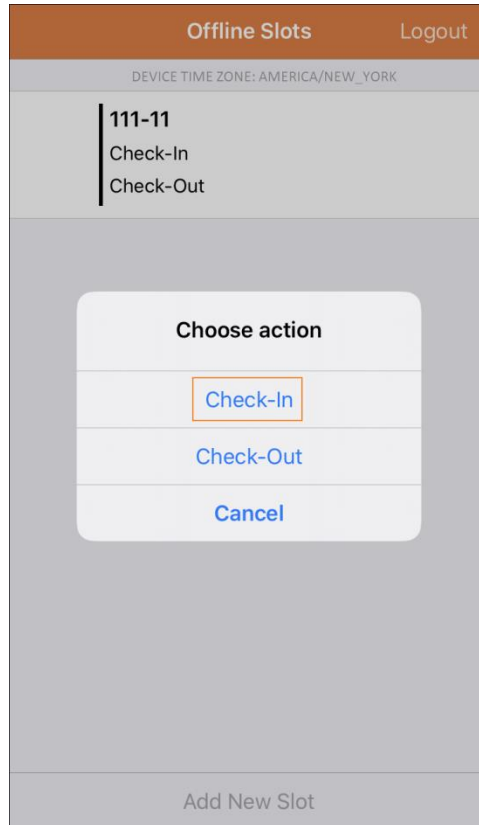 Offline Slots Logout
DEVICE TIME ZONE: AMERICA/NEW_YORK
111-11
Check-In
Check-Out
Choose action
Check-In
Check-Out
Cancel
Add New Slot